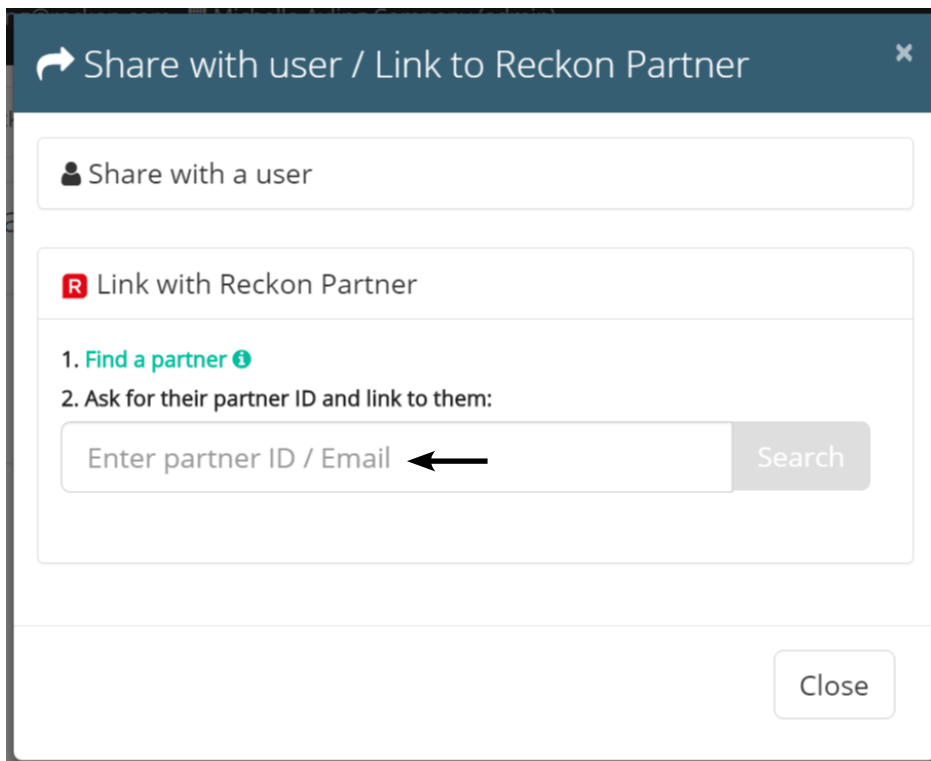 Share with user / Link to Reckon Partner
×
Share with a user
R Link with Reckon Partner
1. Find a partner
2. Ask for their partner ID and link to them:
Enter partner ID / Email
Search
Close